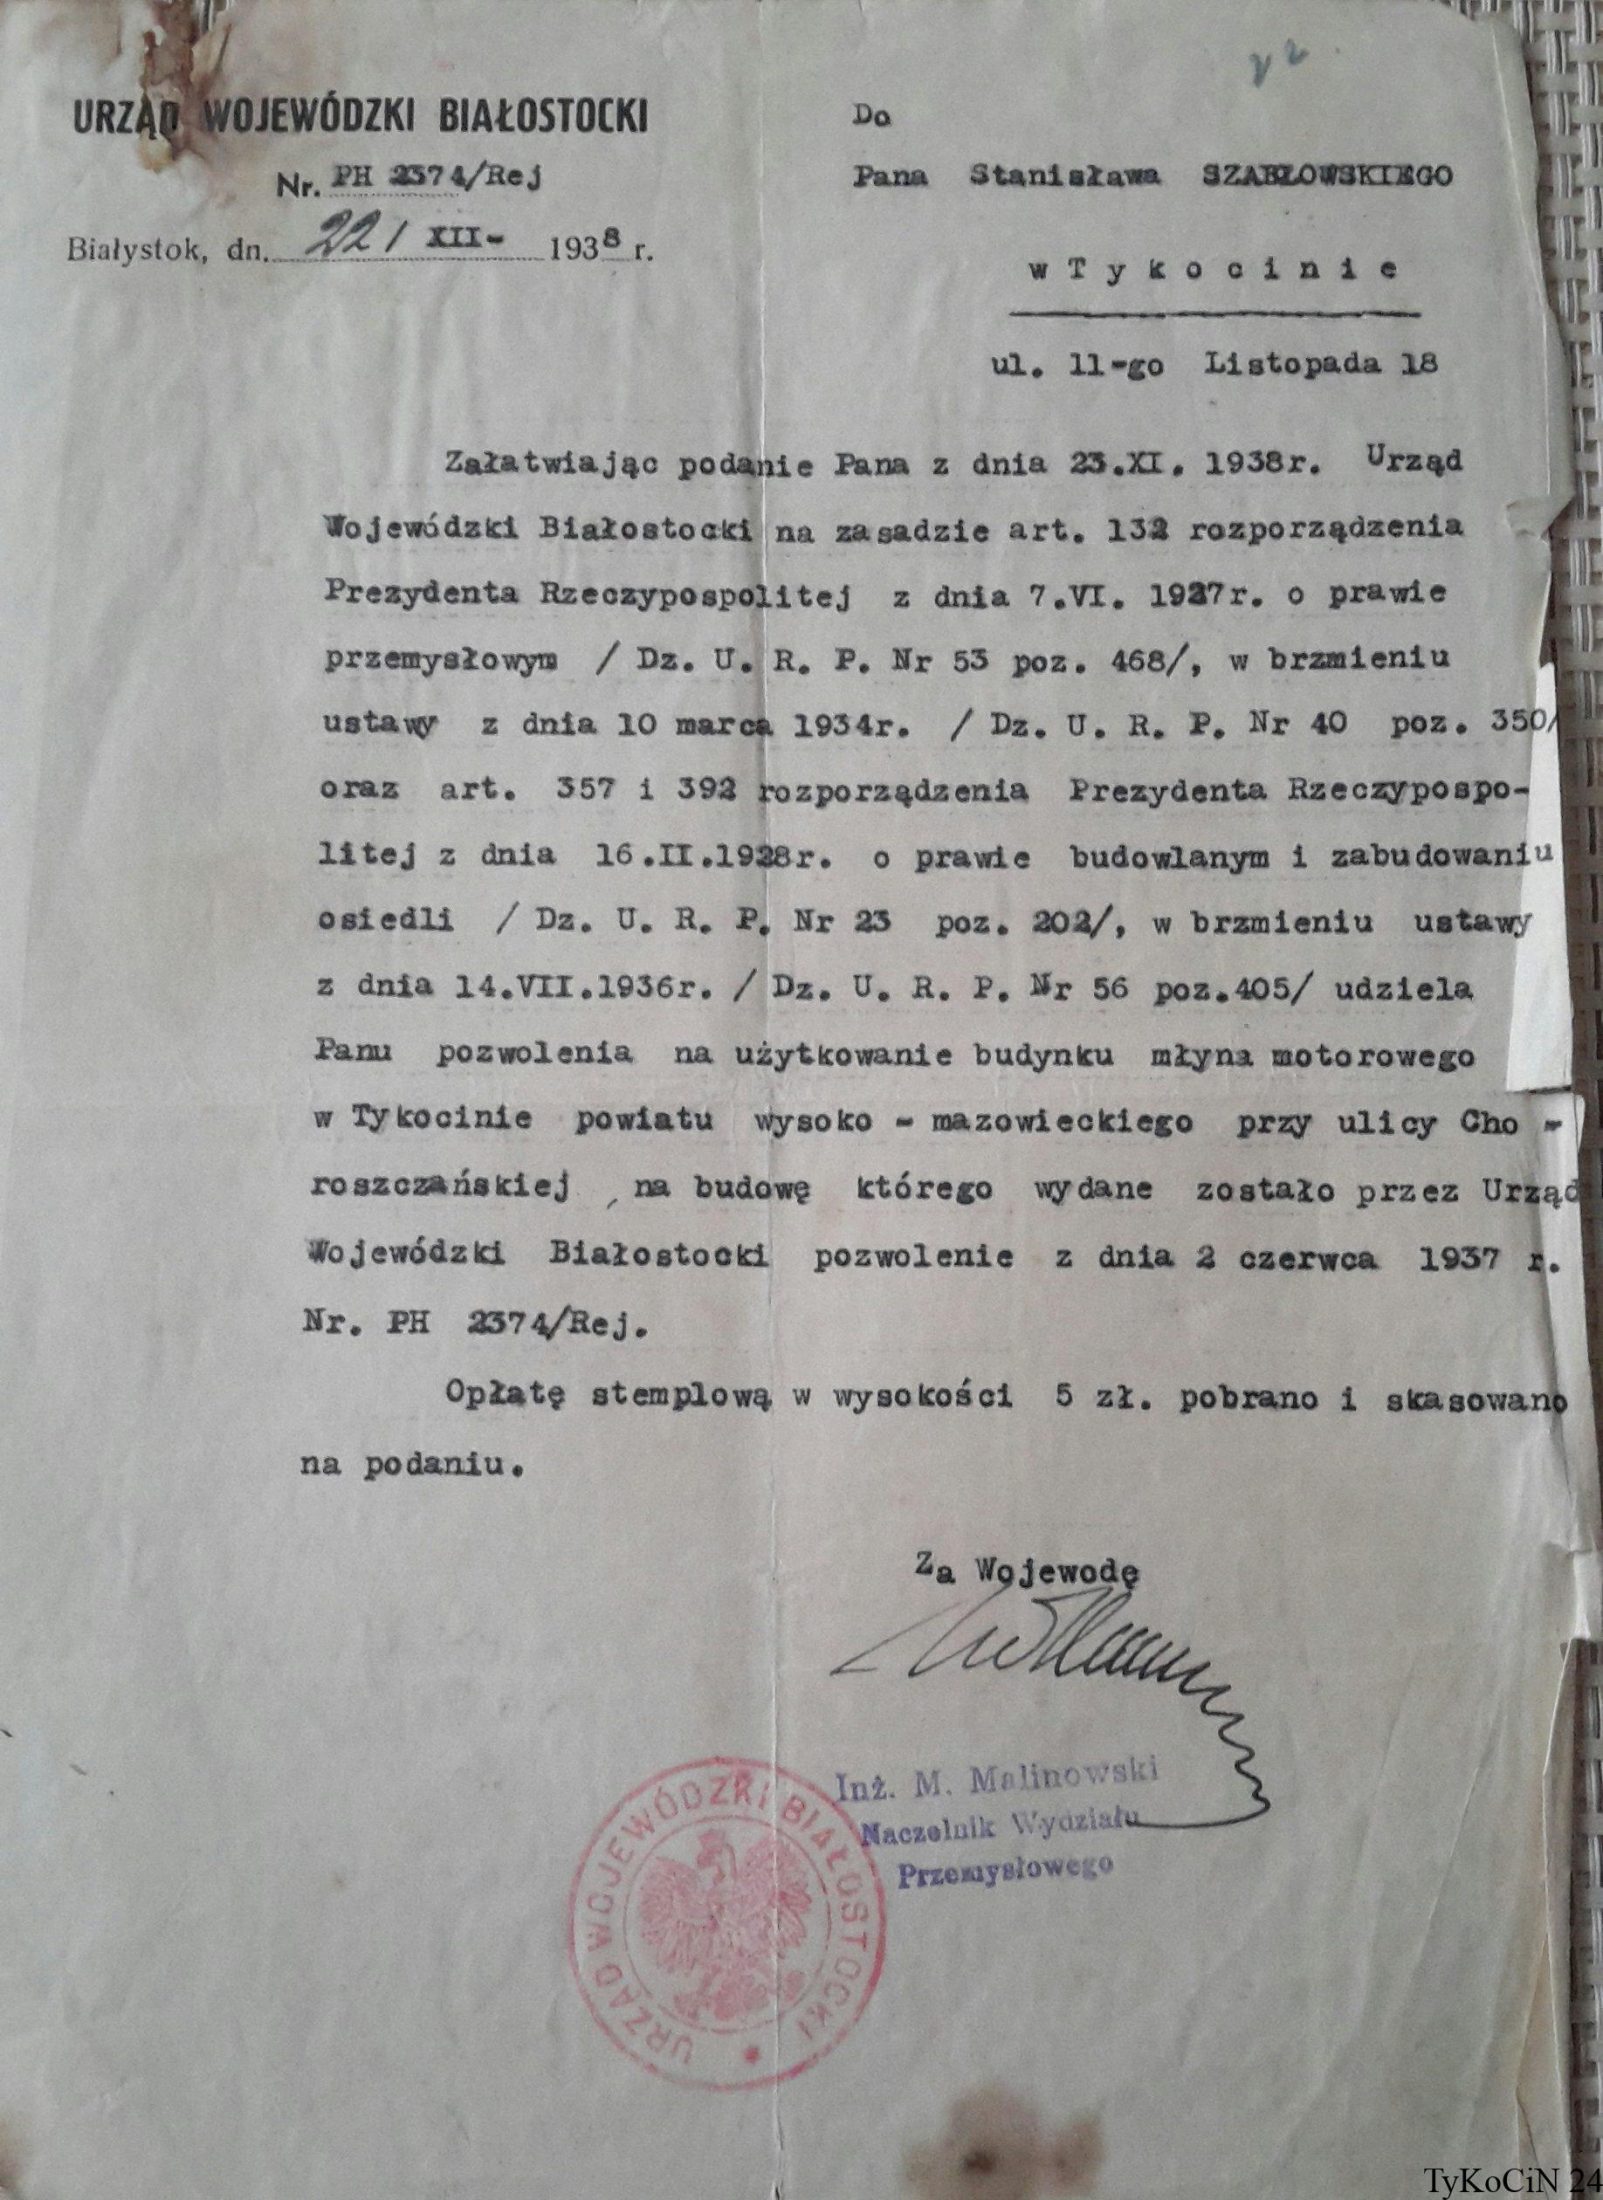 22
URZĄD WOJEWÓDZKI BIAŁOSTOCKI
Nr. PH 2374/Rej
Białystok, dn. 22/ XII- 1938 r.
Do
Pana Stanisława SZABŁOWSKIEGO
w Tykocinie
ul. 11-go Listopada 18
Załatwiając podanie Pana z dnia 23.XI. 1938r. Urząd
Wojewódzki Białostocki na zasadzie art. 132 rozporządzenia
Prezydenta Rzeczypospolitej z dnia 7.VI. 1927r. o prawie
przemysłowym / Dz. U. R. P. Nr 53 poz. 468/, w brzmieniu
ustawy z dnia 10 marca 1934r. / Dz. U. R. P. Nr 40 poz. 350/
oraz art. 357 i 392 rozporządzenia Prezydenta Rzeczypospo-
litej z dnia 16.II.1928r. o prawie budowlanym i zabudowaniu
osiedli / Dz. U. R. P. Nr 23 poz. 202/, w brzmieniu ustawy
z dnia 14.VII.1936r. / Dz. U. R. P. Nr 56 poz.405/ udziela
Panu pozwolenia na użytkowanie budynku młyna motorowego
w Tykocinie powiatu wysoko - mazowieckiego przy ulicy Cho -
roszczańskiej , na budowę którego wydane zostało przez Urząd
Wojewódzki Białostocki pozwolenie z dnia 2 czerwca 1937 r.
Nr. PH 2374/Rej.
Opłatę stemplową w wysokości 5 zł. pobrano i skasowano
na podaniu.
Za Wojewodę
Inż. M. Malinowski
Naczelnik Wydziału
Przemysłowego
URZĄD WOJEWÓDZKI BIAŁOSTOCKI *
TyKoCiN 24